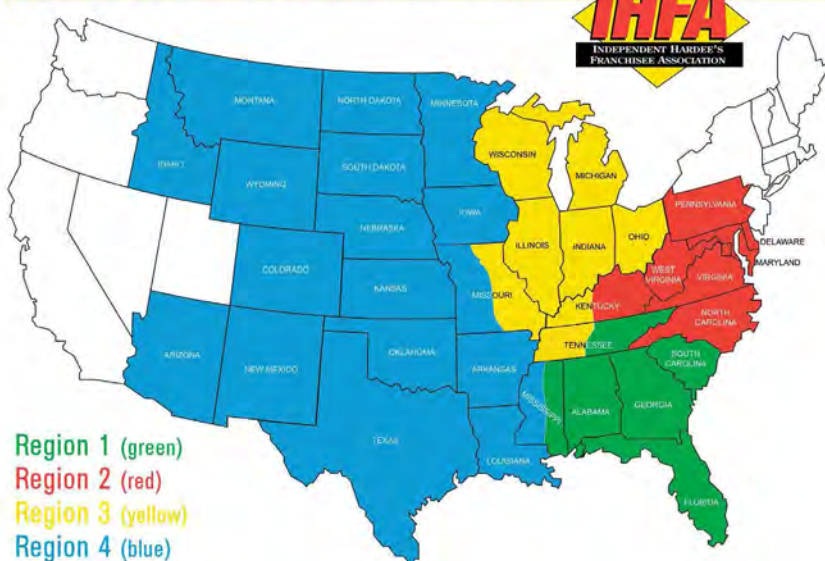 IHFA
INDEPENDENT HARDEE'S
FRANCHISEE ASSOCIATION
MONTANA
NORTH DAKOTA
MINNESOTA
IDAHO
WYOMING
SOUTH DAKOTA
WISCONSIN
MICHIGAN
NEBRASKA
IOWA
PENNSYLVANIA
ILLINOIS
INDIANA
OHIO
DELAWARE
MARYLAND
COLORADO
KANSAS
MISSOURI
WEST
VIRGINIA
VIRGINIA
KENTUCKY
NORTH
CAROLINA
TENNESSEE
ARIZONA
NEW MEXICO
OKLAHOMA
ARKANSAS
SOUTH
CAROLINA
MISSISSIPPI
ALABAMA
GEORGIA
TEXAS
LOUISIANA
FLORIDA
Region 1 (green)
Region 2 (red)
Region 3 (yellow)
Region 4 (blue)